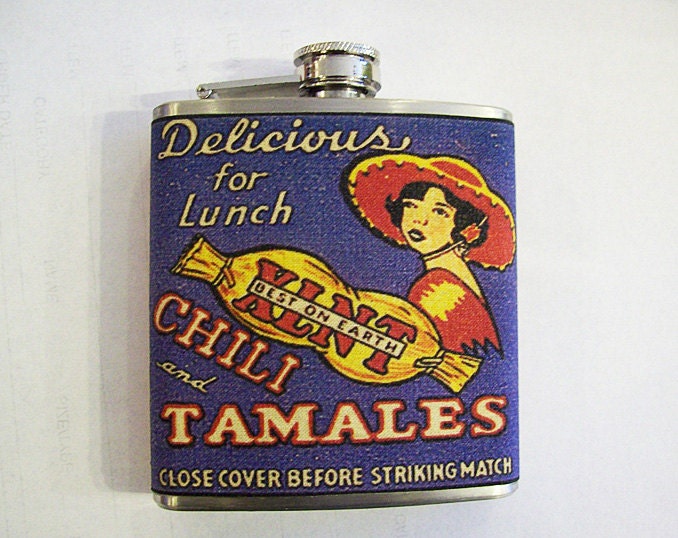 Delicious
for
Lunch
XLNT
BEST ON EARTH
CHILI
and
TAMALES
CLOSE COVER BEFORE STRIKING MATCH